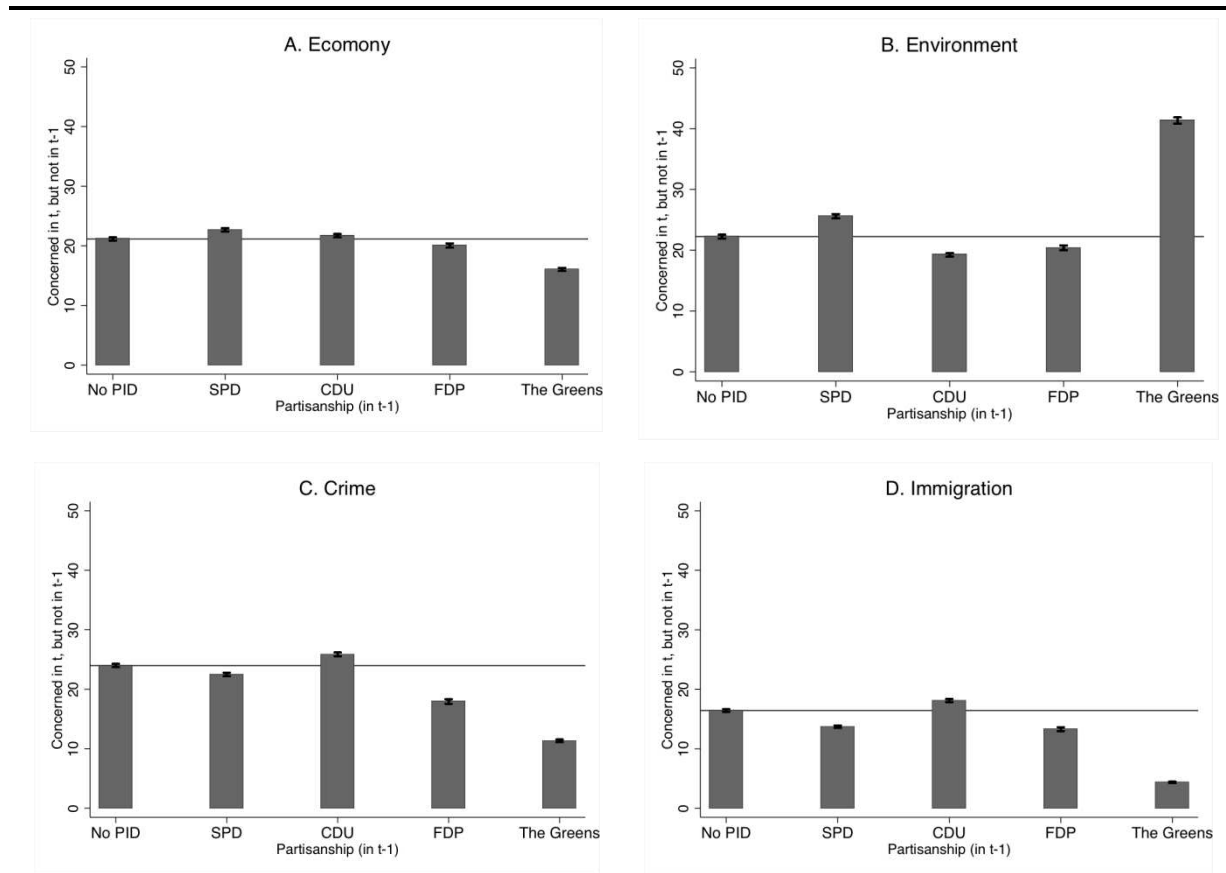 A. Ecomony
Concerned in t, but not in t-1
50
40
30
20
10
0
No PID SPD CDU FDP The Greens
Partisanship (in t-1)
B. Environment
Concerned in t, but not in t-1
50
40
30
20
10
0
No PID SPD CDU FDP The Greens
Partisanship (in t-1)
C. Crime
Concerned in t, but not in t-1
50
40
30
20
10
0
No PID SPD CDU FDP The Greens
Partisanship (in t-1)
D. Immigration
Concerned in t, but not in t-1
50
40
30
20
10
0
No PID SPD CDU FDP The Greens
Partisanship (in t-1)